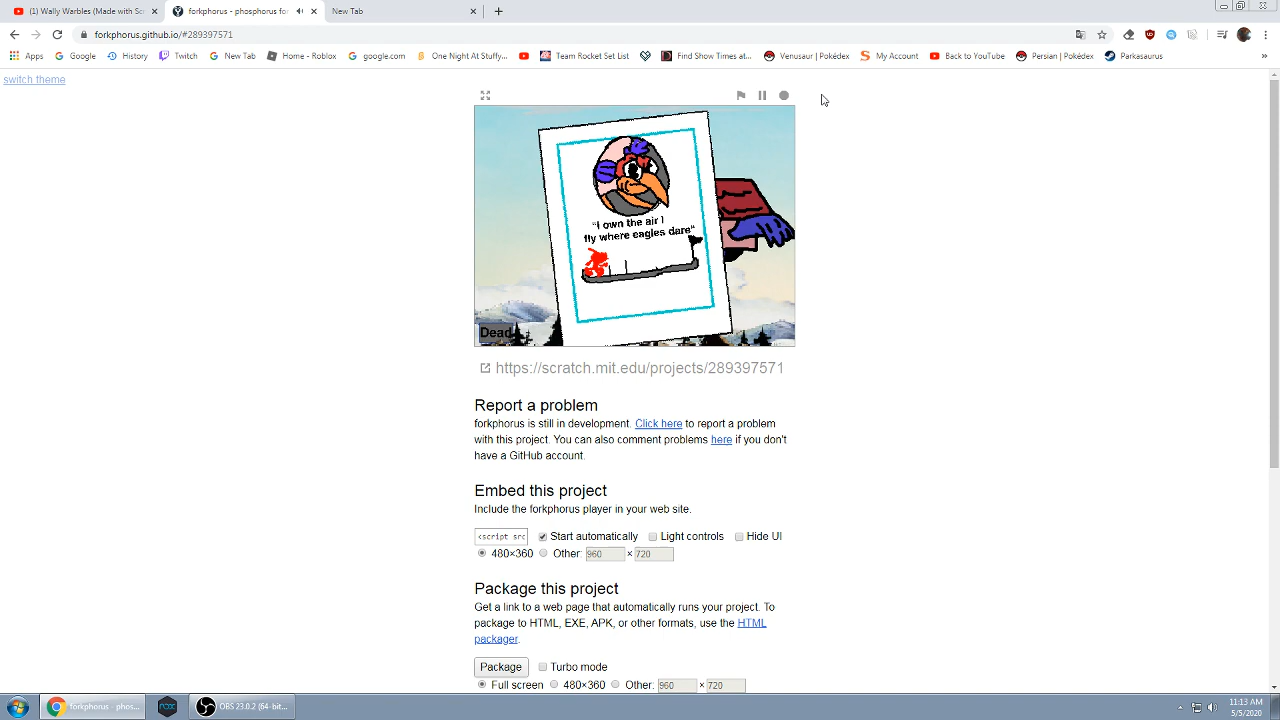 (1) Wally Warbles (Made with Sc
forkphorus - phosphorus for
New Tab
forkphorus.github.io/#289397571
Apps
Google
History
Twitch
New Tab
Home - Roblox
google.com
One Night At Stuffy...
Team Rocket Set List
Find Show Times at...
Venusaur | Pokédex
My Account
Back to YouTube
Persian | Pokédex
Parkasaurus
»
switch theme
"I own the air I
fly where eagles dare"
Dead
https://scratch.mit.edu/projects/289397571
Report a problem
forkphorus is still in development. Click here to report a problem
with this project. You can also comment problems here if you don't
have a GitHub account.
Embed this project
Include the forkphorus player in your web site.
<script src
Start automatically
Light controls
Hide UI
480×360
Other: 960 × 720
Package this project
Get a link to a web page that automatically runs your project. To
package to HTML, EXE, APK, or other formats, use the HTML
packager.
Package
Turbo mode
Full screen
480×360
Other: 960 × 720
forkphorus - phos...
nox
OBS 23.0.2 (64-bit...
11:13 AM
5/5/2020